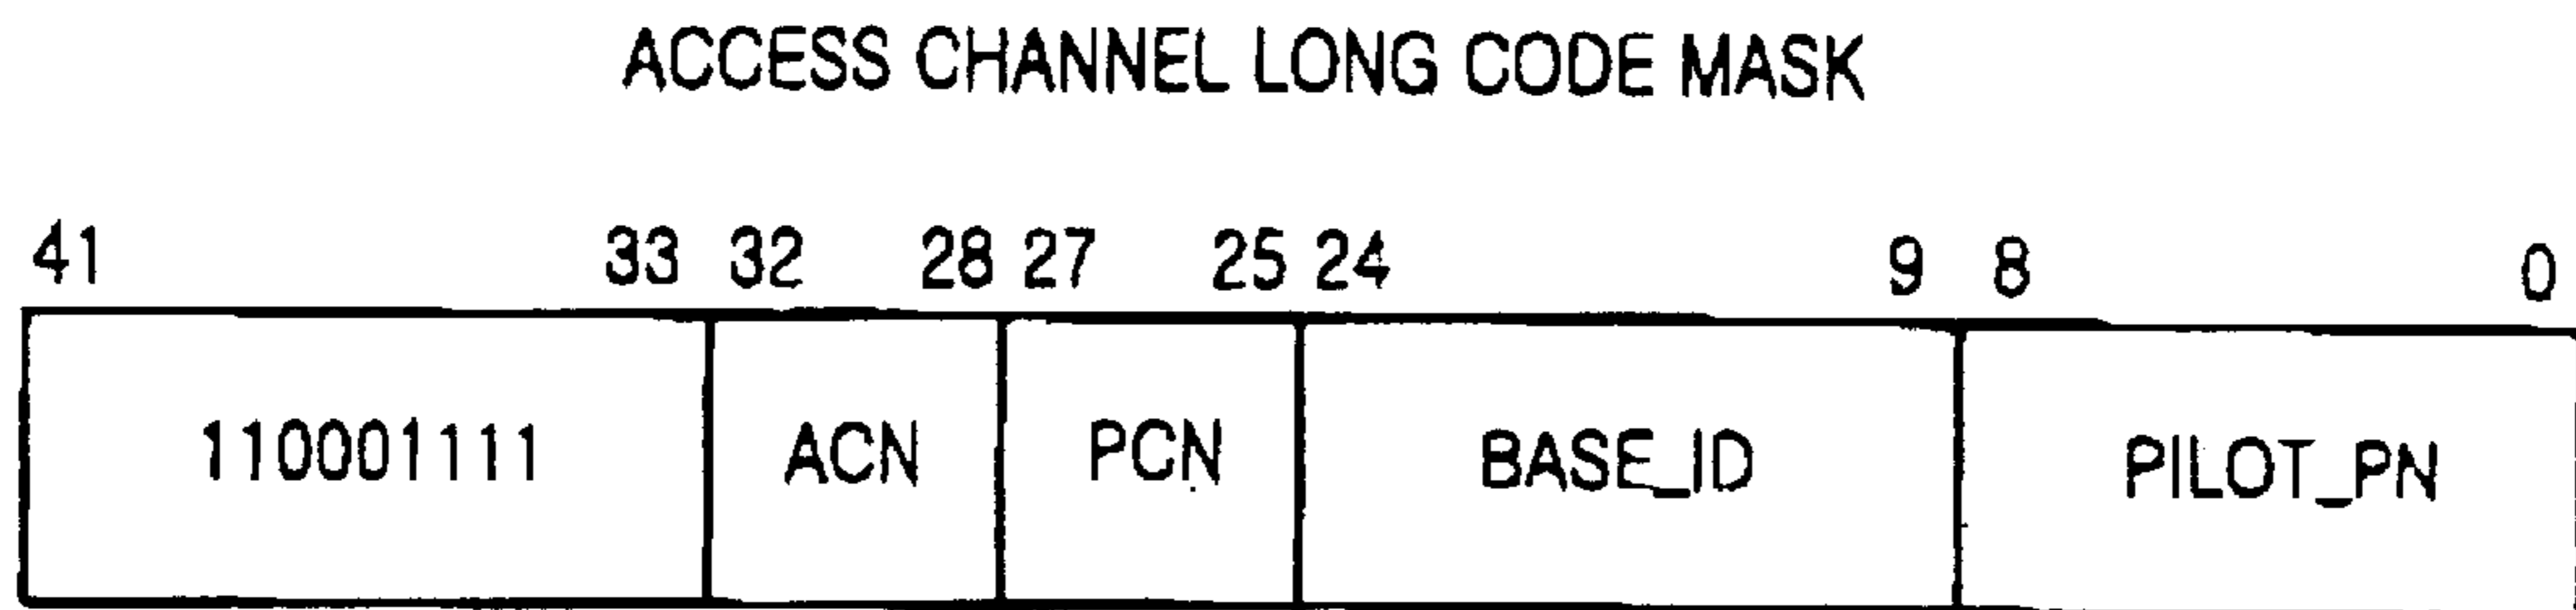 ACCESS CHANNEL LONG CODE MASK
41 33 32 28 27 25 24 9 8 0
110001111 ACN PCN BASE_ID PILOT_PN